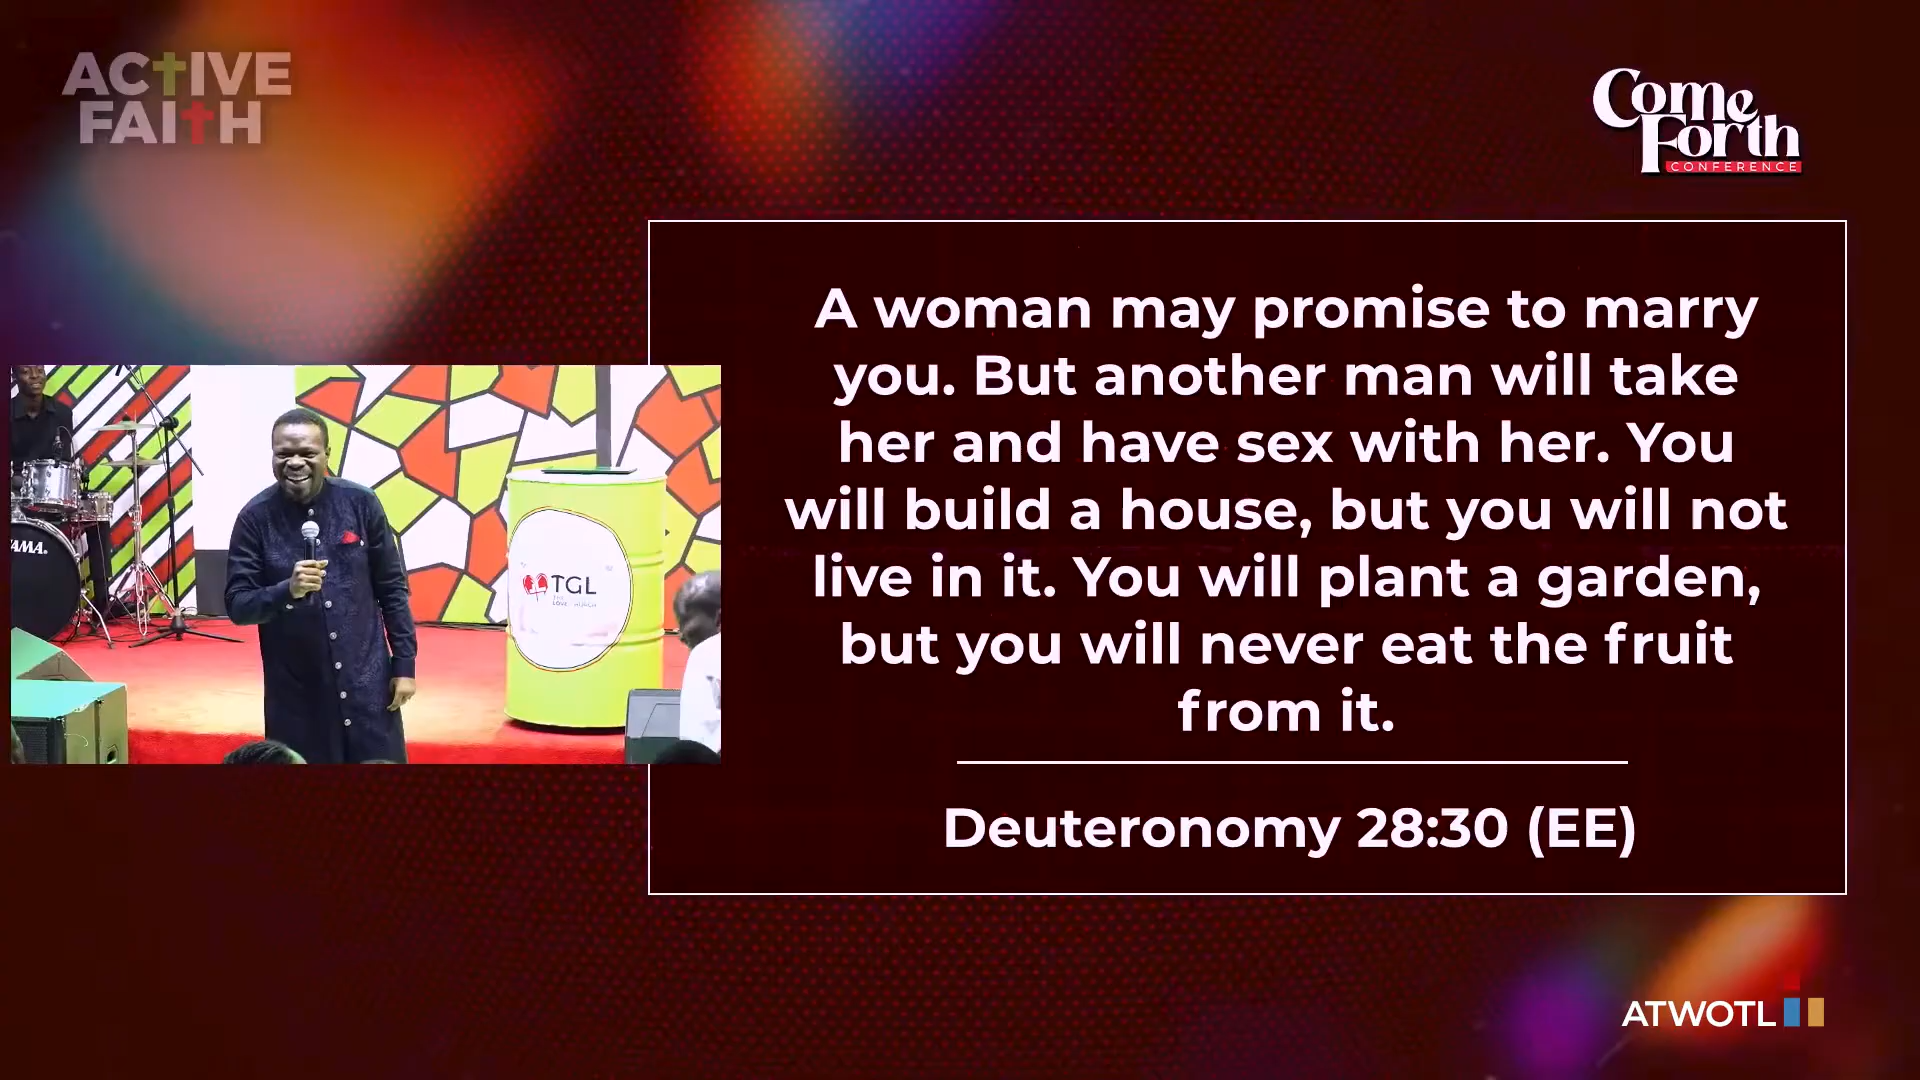 ACTIVE
FAITH
Come
Forth
CONFERENCE
A woman may promise to marry
you. But another man will take
her and have sex with her. You
will build a house, but you will not
live in it. You will plant a garden,
but you will never eat the fruit
from it.
Deuteronomy 28:30 (EE)
TAMA.
TGL
ATWOTL